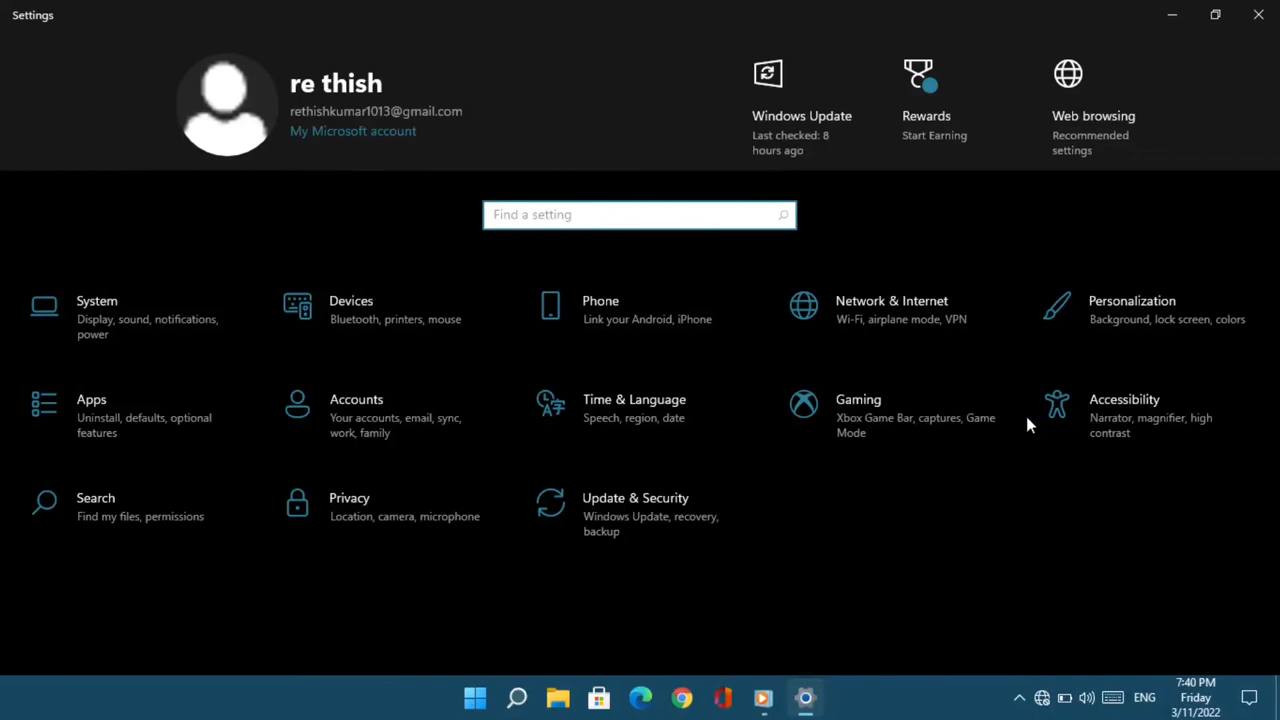 Settings
re thish
rethishkumar1013@gmail.com
My Microsoft account
Windows Update
Last checked: 8
hours ago
Rewards
Start Earning
Web browsing
Recommended
settings
Find a setting
System
Display, sound, notifications,
power
Devices
Bluetooth, printers, mouse
Phone
Link your Android, iPhone
Network & Internet
Wi-Fi, airplane mode, VPN
Personalization
Background, lock screen, colors
Apps
Uninstall, defaults, optional
features
Accounts
Your accounts, email, sync,
work, family
Time & Language
Speech, region, date
Gaming
Xbox Game Bar, captures, Game
Mode
Accessibility
Narrator, magnifier, high
contrast
Search
Find my files, permissions
Privacy
Location, camera, microphone
Update & Security
Windows Update, recovery,
backup
ENG
7:40 PM
Friday
3/11/2022